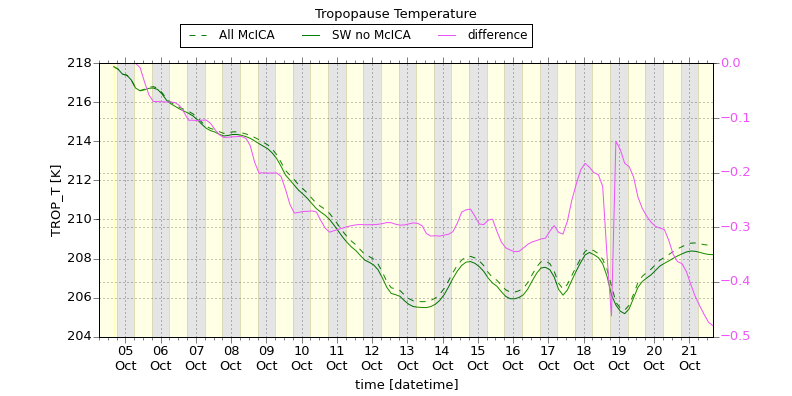 Tropopause Temperature
All McICA SW no McICA difference
218 0.0
216
−0.1
214
−0.2
212
TROP_T [K]
210
−0.3
208
−0.4
206
204 −0.5
05 06 07 08 09 10 11 12 13 14 15 16 17 18 19 20 21
Oct Oct Oct Oct Oct Oct Oct Oct Oct Oct Oct Oct Oct Oct Oct Oct Oct
time [datetime]